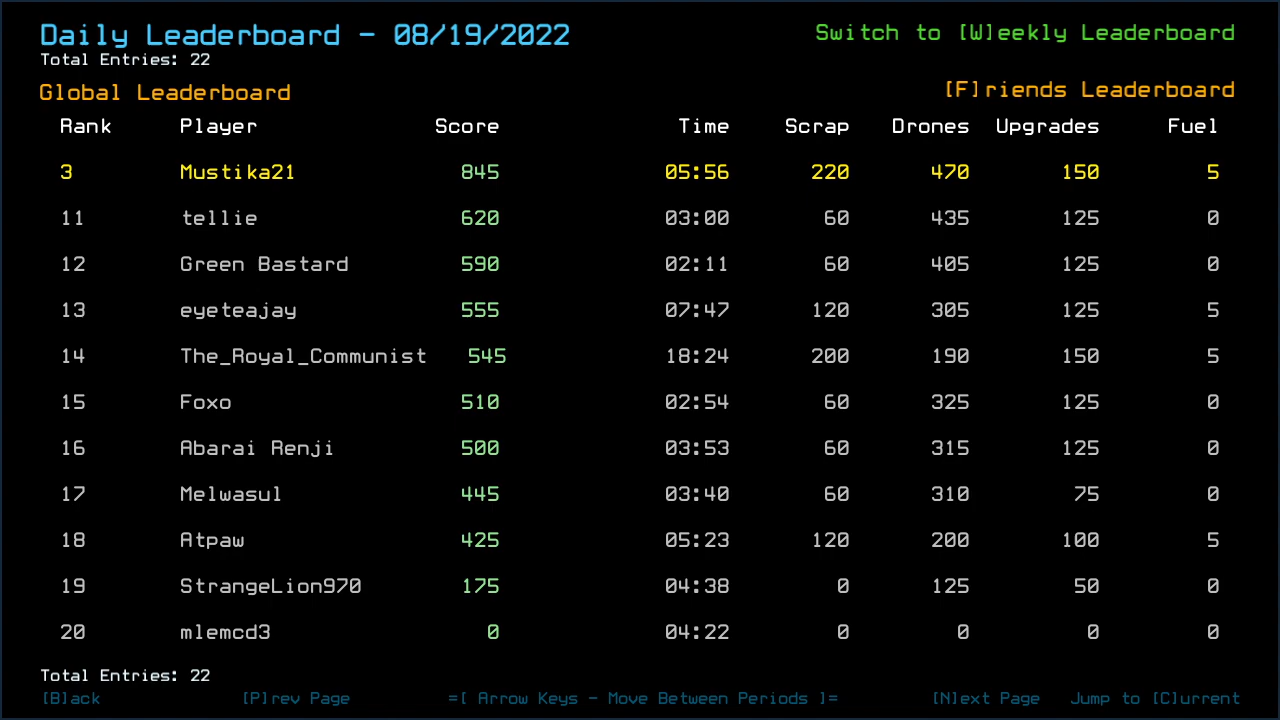 Daily Leaderboard - 08/19/2022 Switch to [W]eekly Leaderboard
Total Entries: 22
Global Leaderboard [F]riends Leaderboard
Rank Player Score Time Scrap Drones Upgrades Fuel
3 Mustika21 845 05:56 220 470 150 5
11 tellie 620 03:00 60 435 125 0
12 Green Bastard 590 02:11 60 405 125 0
13 eyeteajay 555 07:47 120 305 125 5
14 The_Royal_Communist 545 18:24 200 190 150 5
15 Foxo 510 02:54 60 325 125 0
16 Abarai Renji 500 03:53 60 315 125 0
17 Melwasul 445 03:40 60 310 75 0
18 Atpaw 425 05:23 120 200 100 5
19 StrangeLion970 175 04:38 0 125 50 0
20 mlemcd3 0 04:22 0 0 0 0
Total Entries: 22
[B]ack [P]rev Page =[ Arrow Keys - Move Between Periods ]= [N]ext Page Jump to [C]urrent